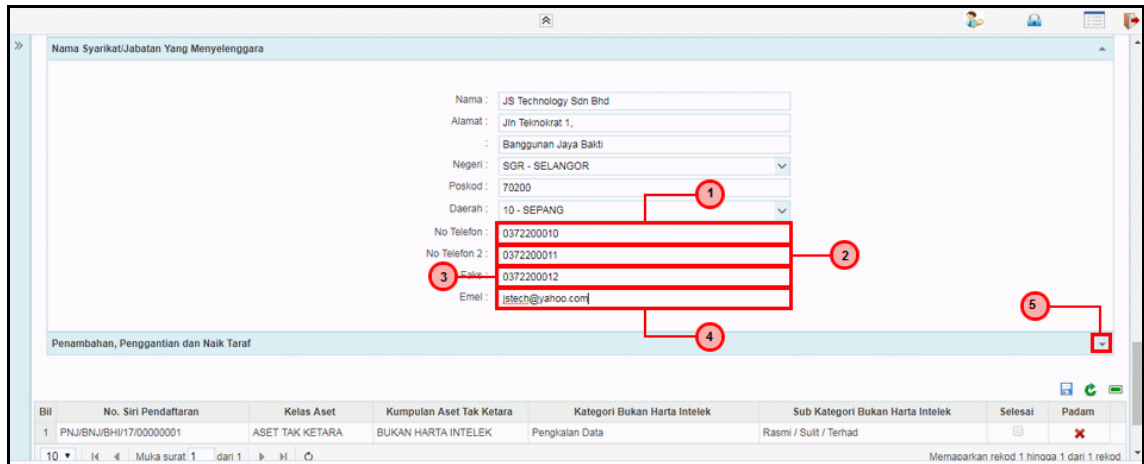 Nama Syarikat/Jabatan Yang Menyelenggara
Nama : JS Technology Sdn Bhd
Alamat : Jln Teknokrat 1,
: Banggunan Jaya Bakti
Negeri : SGR - SELANGOR
Poskod : 70200
1
Daerah : 10 - SEPANG
No Telefon : 0372200010
No Telefon 2 : 0372200011
2
3
Faks : 0372200012
Emel : jstech@yahoo.com
5
4
Penambahan, Penggantian dan Naik Taraf
Bil No. Siri Pendaftaran Kelas Aset Kumpulan Aset Tak Ketara Kategori Bukan Harta Intelek Sub Kategori Bukan Harta Intelek Selesai Padam
1 PNJ/BNJ/BHI/17/00000001 ASET TAK KETARA BUKAN HARTA INTELEK Pengkalan Data Rasmi / Sulit / Terhad
10 Muka surat 1 dari 1 Memaparkan rekod 1 hingga 1 dari 1 rekod